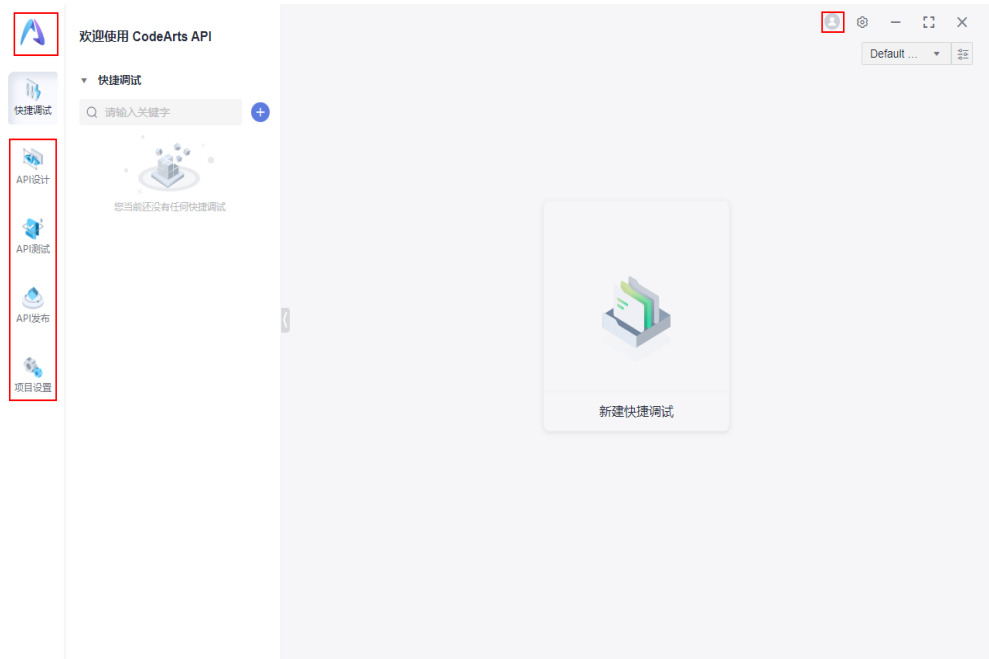 欢迎使用 CodeArts API
快捷调试
请输入关键字
您当前还没有任何快捷调试
快捷调试
API设计
API测试
API发布
项目设置
Default ...
新建快捷调试